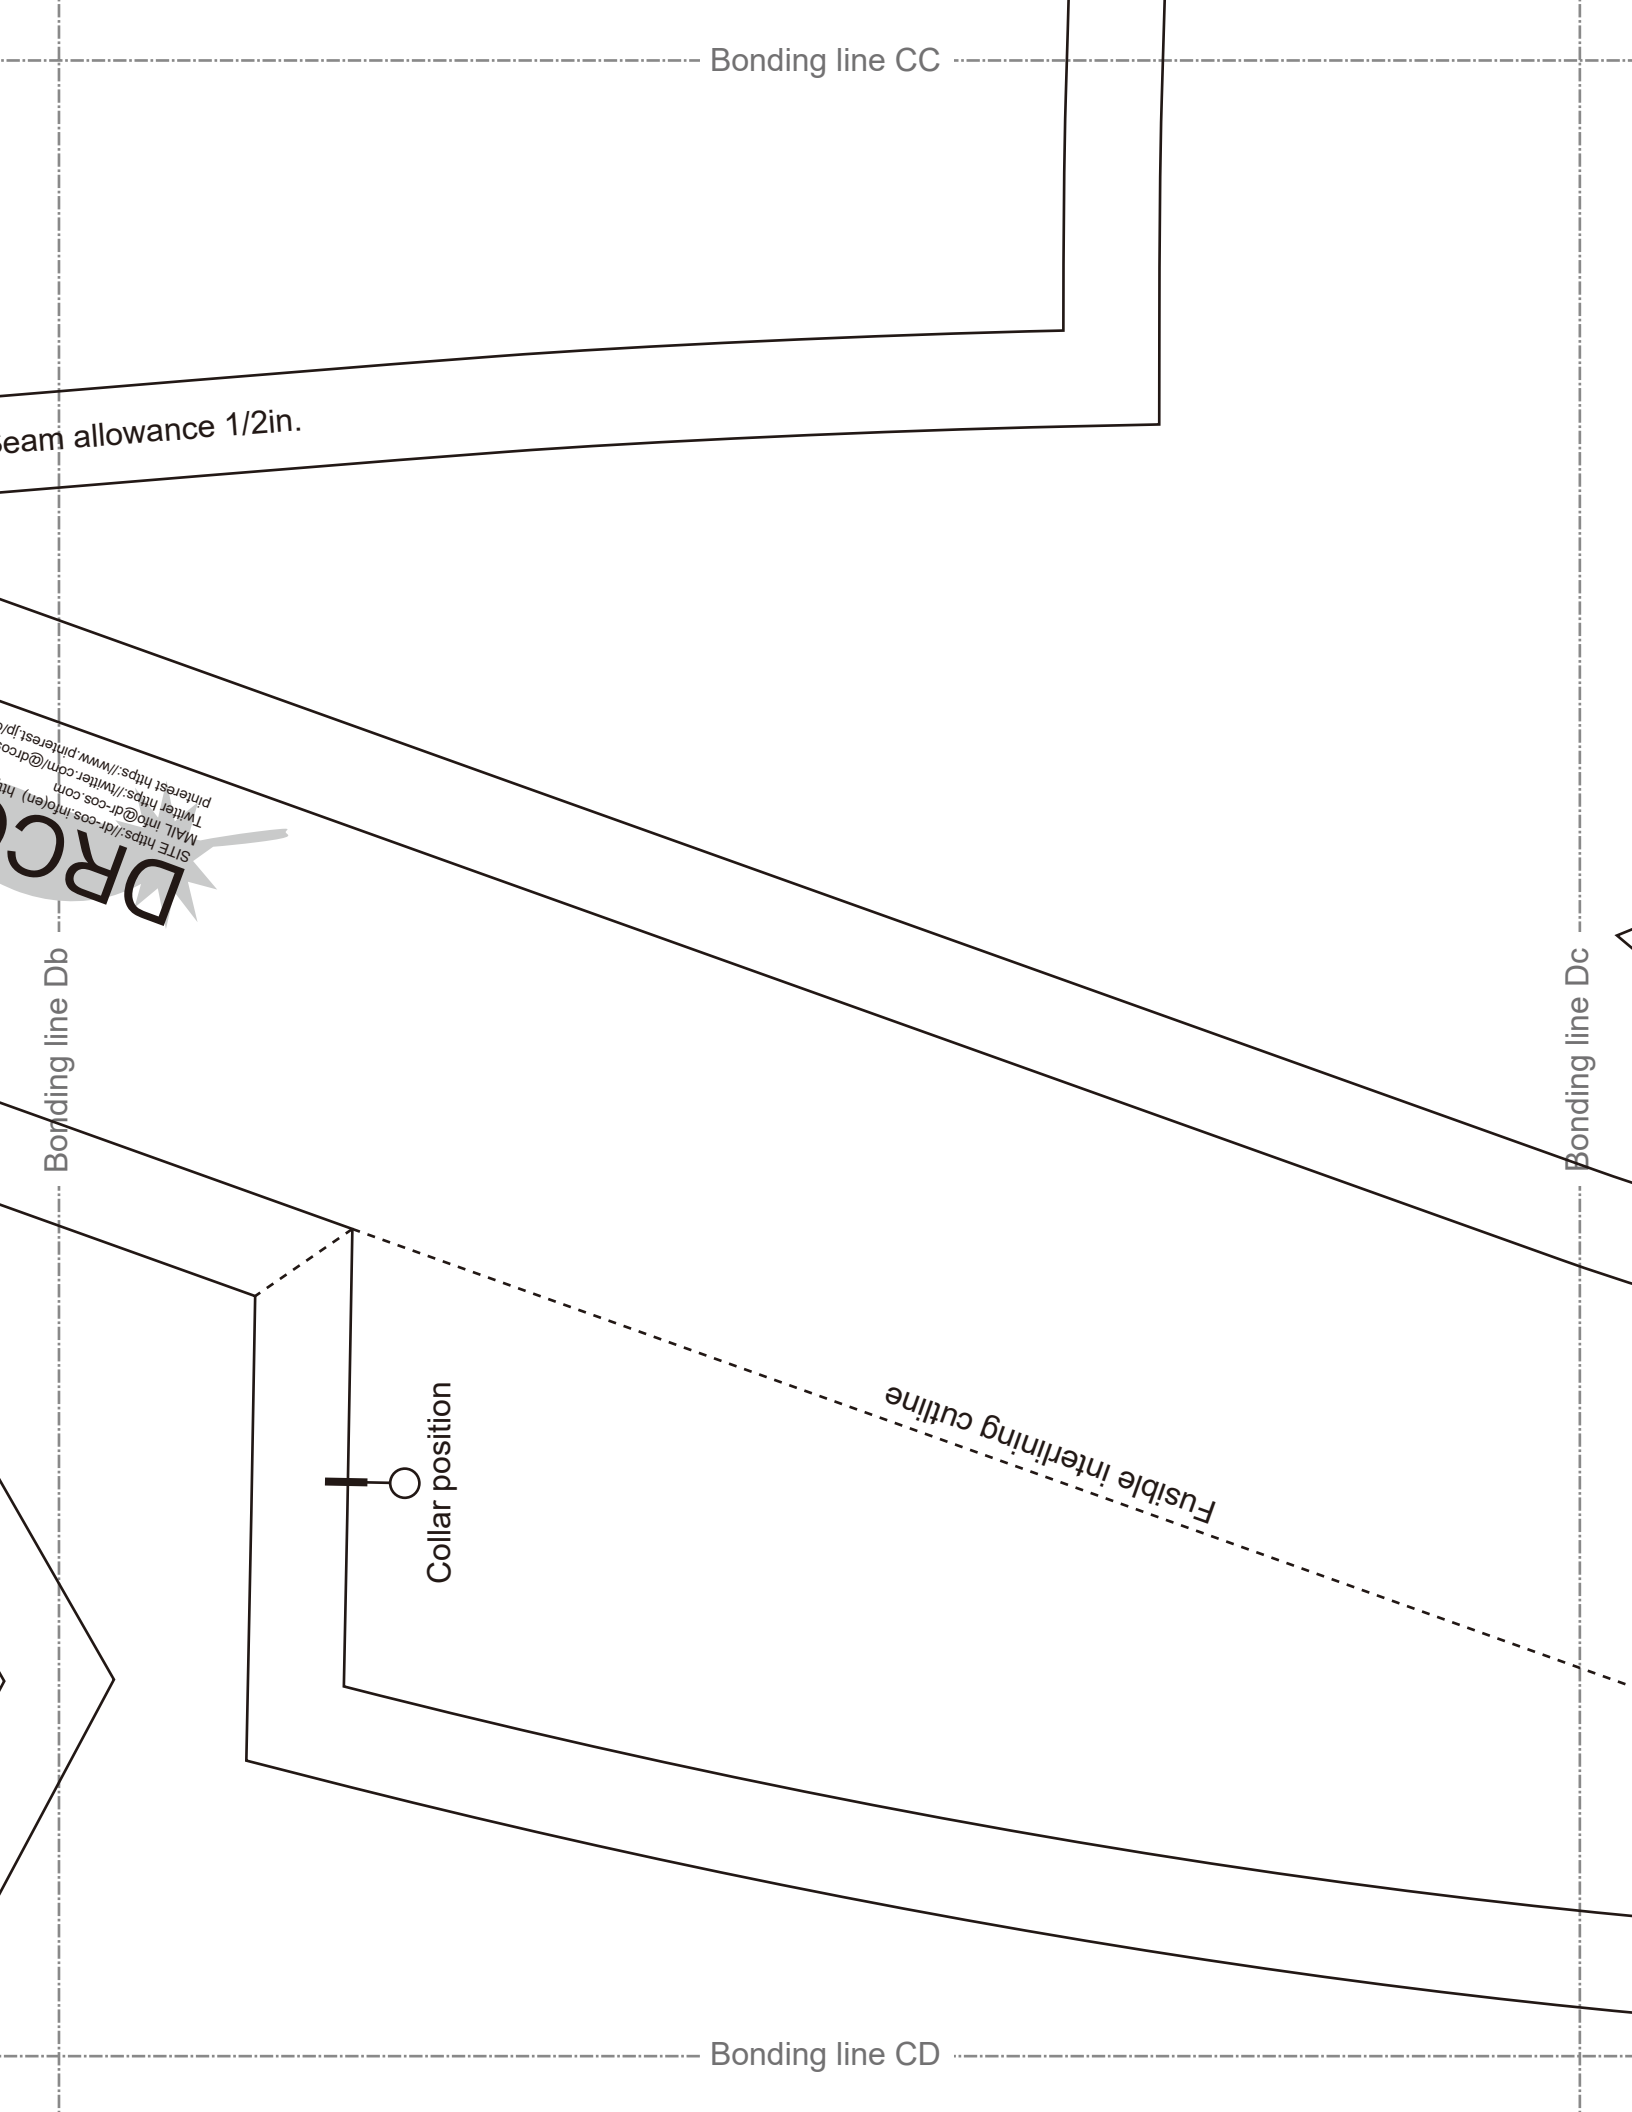 Bonding line CC
Seam allowance 1/2in.
pinterest https://www.pinterest.jp/
Twitter https://twitter.com/@drcos
MAIL info@dr-cos.com
SITE https://dr-cos.info(en)
DRCO
Bonding line Db
Bonding line Dc
Collar position
Fusible interlining cutline
Bonding line CD